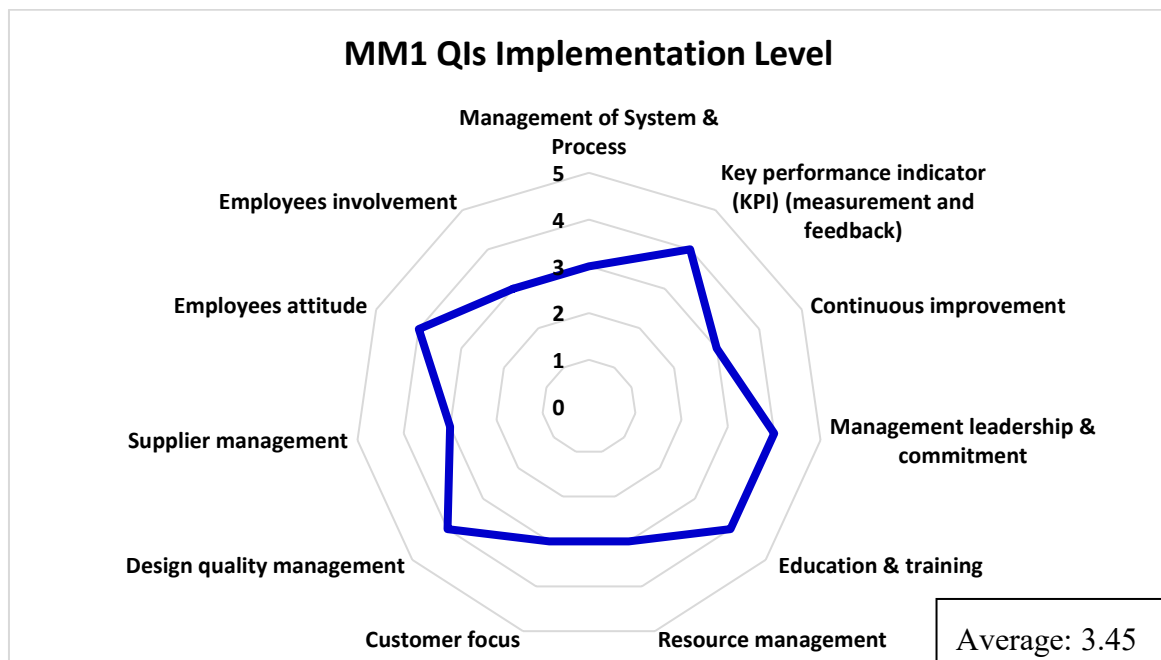 MM1 QIs Implementation Level
Management of System &
Process
Key performance indicator
(KPI) (measurement and
feedback)
Continuous improvement
Management leadership &
commitment
Education & training
Resource management
Customer focus
Design quality management
Supplier management
Employees attitude
Employees involvement
5
4
3
2
1
0
Average: 3.45